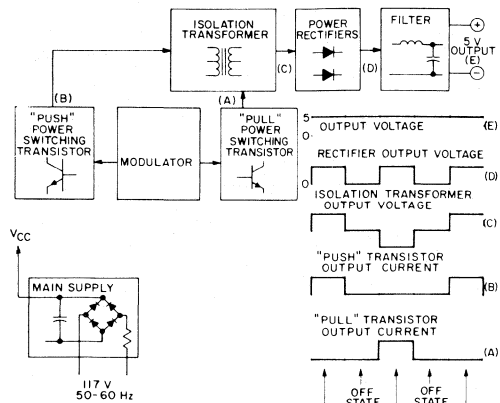 ISOLATION
TRANSFORMER
POWER
RECTIFIERS
FILTER
+
5 V
OUTPUT
(E)
−
(B)
(C)
(D)
(A)
"PUSH"
POWER
SWITCHING
TRANSISTOR
MODULATOR
"PULL"
POWER
SWITCHING
TRANSISTOR
5
0
OUTPUT VOLTAGE
(E)
RECTIFIER OUTPUT VOLTAGE
0
(D)
ISOLATION TRANSFORMER
OUTPUT VOLTAGE
(C)
"PUSH" TRANSISTOR
OUTPUT CURRENT
(B)
"PULL" TRANSISTOR
OUTPUT CURRENT
(A)
OFF
STATE
OFF
STATE
VCC
MAIN SUPPLY
117 V
50-60 Hz